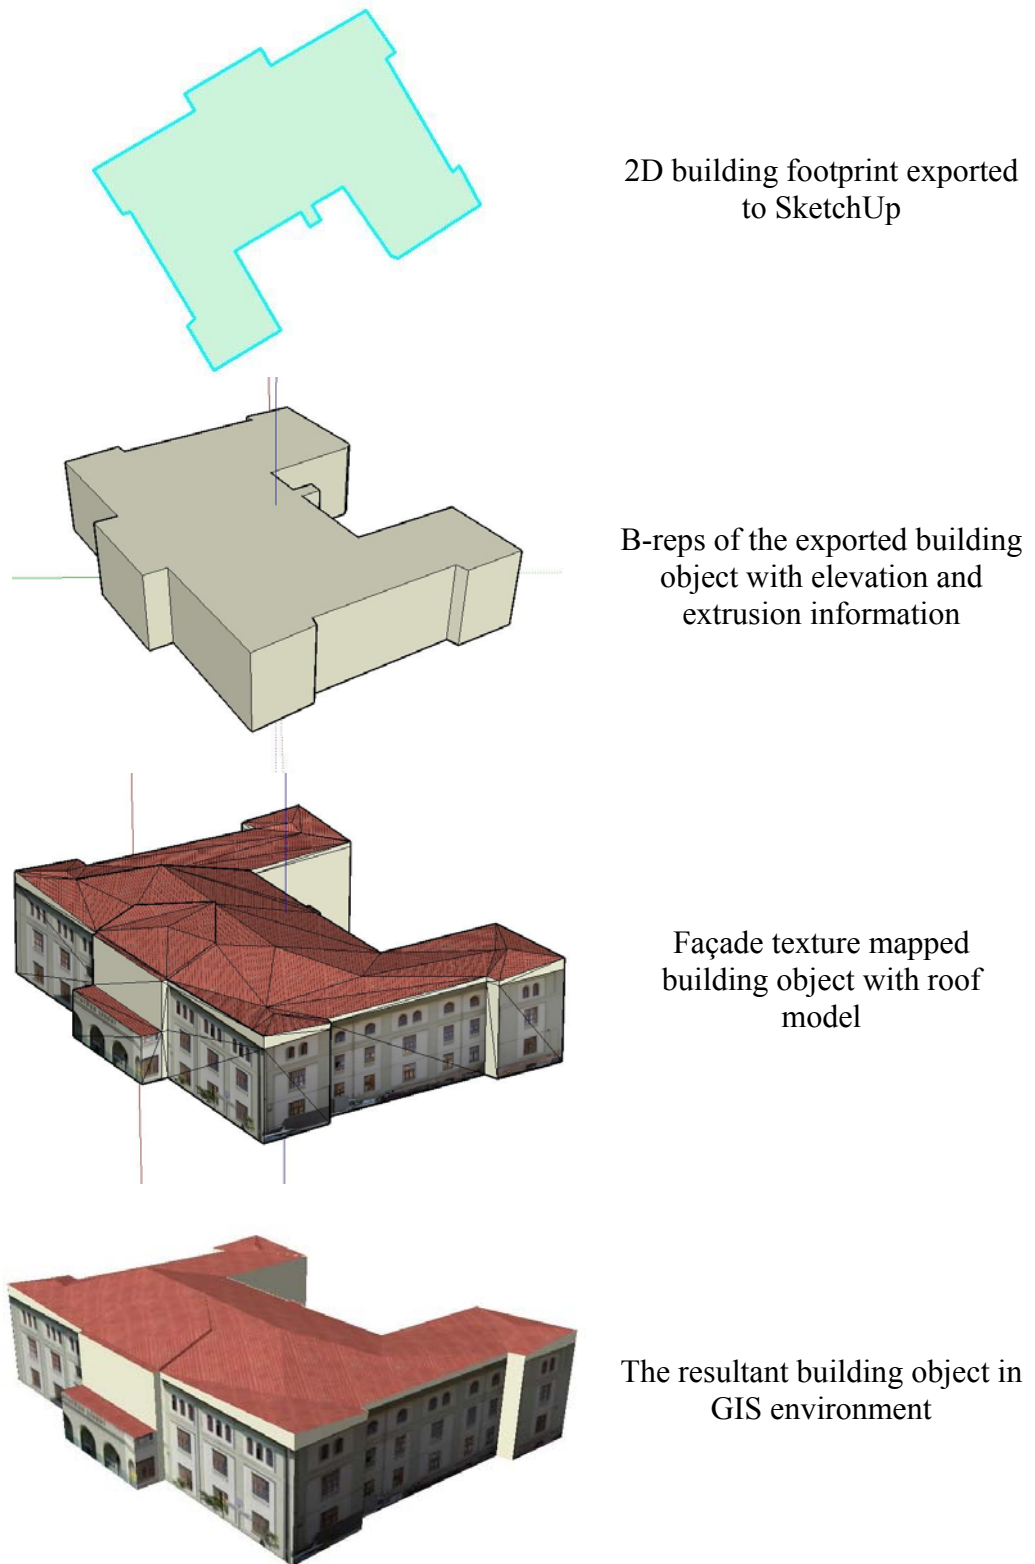 2D building footprint exported
to SketchUp
B-reps of the exported building
object with elevation and
extrusion information
Façade texture mapped
building object with roof
model
The resultant building object in
GIS environment